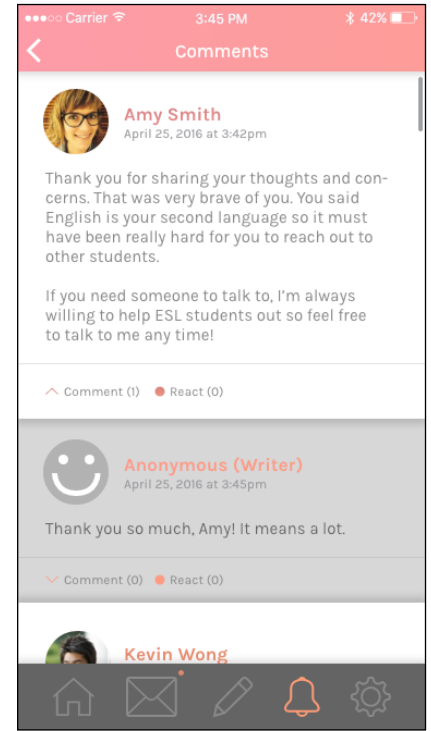 Carrier 3:45 PM 42%
Comments
Amy Smith
April 25, 2016 at 3:42pm
Thank you for sharing your thoughts and con-
cerns. That was very brave of you. You said
English is your second language so it must
have been really hard for you to reach out to
other students.
If you need someone to talk to, I'm always
willing to help ESL students out so feel free
to talk to me any time!
Comment (1) React (0)
Anonymous (Writer)
April 25, 2016 at 3:45pm
Thank you so much, Amy! It means a lot.
Comment (0) React (0)
Kevin Wong